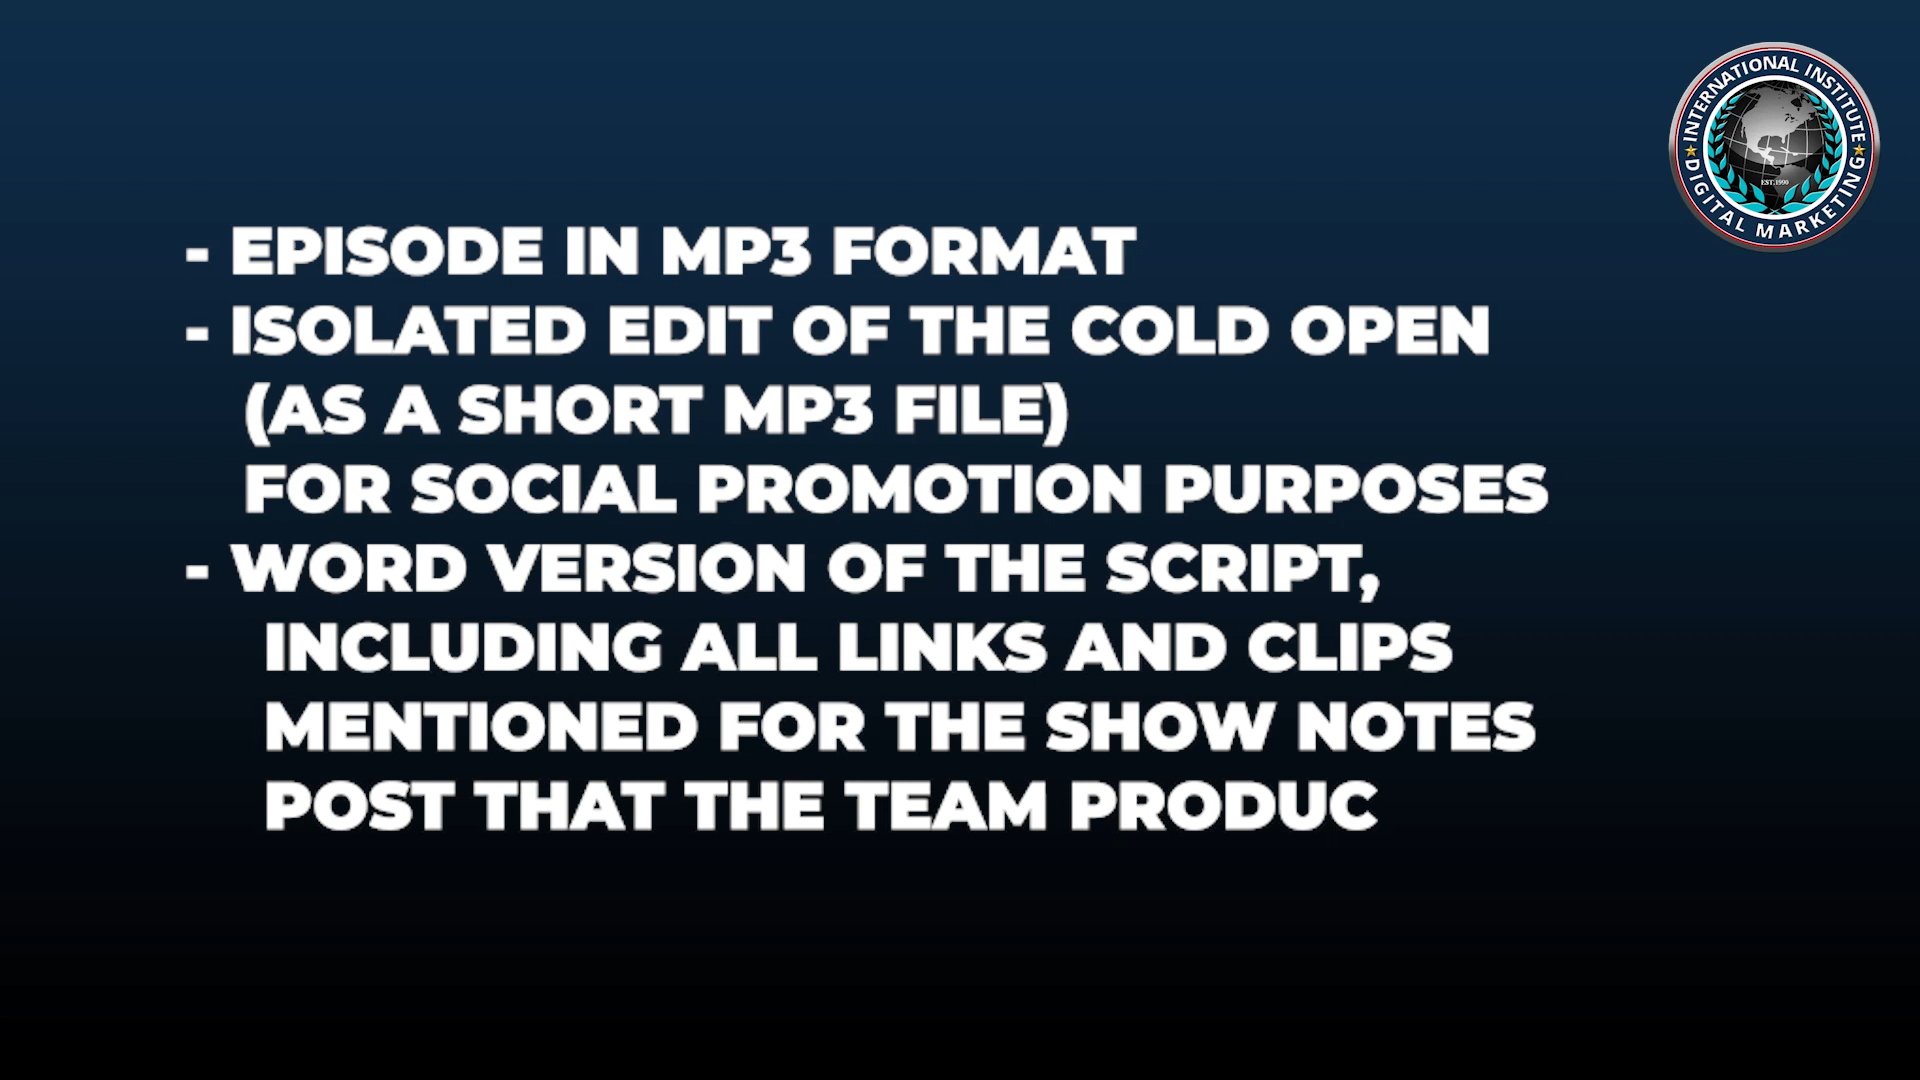 INTERNATIONAL INSTITUTE
EST.1990
DIGITAL MARKETING
- EPISODE IN MP3 FORMAT
- ISOLATED EDIT OF THE COLD OPEN
(AS A SHORT MP3 FILE)
FOR SOCIAL PROMOTION PURPOSES
- WORD VERSION OF THE SCRIPT,
INCLUDING ALL LINKS AND CLIPS
MENTIONED FOR THE SHOW NOTES
POST THAT THE TEAM PRODUC